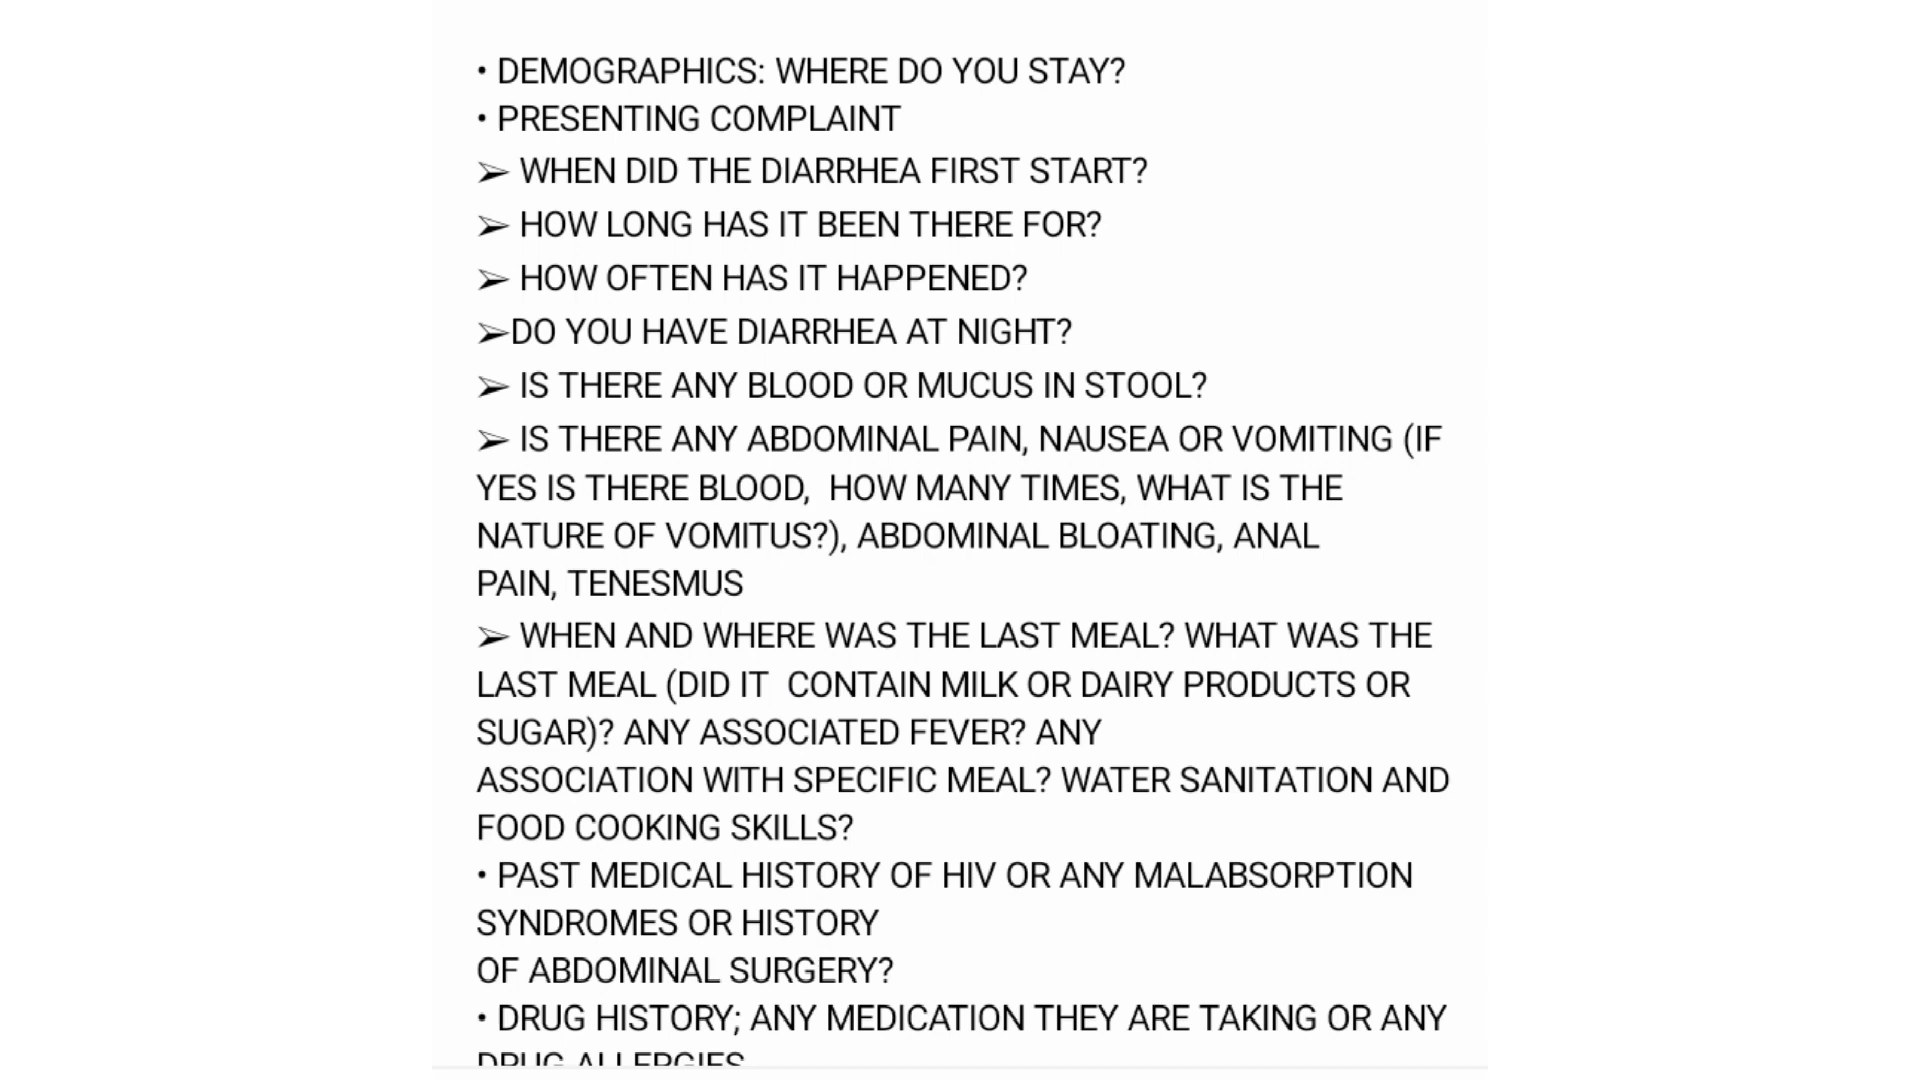 • DEMOGRAPHICS: WHERE DO YOU STAY?
• PRESENTING COMPLAINT
➢ WHEN DID THE DIARRHEA FIRST START?
➢ HOW LONG HAS IT BEEN THERE FOR?
➢ HOW OFTEN HAS IT HAPPENED?
➢DO YOU HAVE DIARRHEA AT NIGHT?
➢ IS THERE ANY BLOOD OR MUCUS IN STOOL?
➢ IS THERE ANY ABDOMINAL PAIN, NAUSEA OR VOMITING (IF
YES IS THERE BLOOD,  HOW MANY TIMES, WHAT IS THE
NATURE OF VOMITUS?), ABDOMINAL BLOATING, ANAL
PAIN, TENESMUS
➢ WHEN AND WHERE WAS THE LAST MEAL? WHAT WAS THE
LAST MEAL (DID IT  CONTAIN MILK OR DAIRY PRODUCTS OR
SUGAR)? ANY ASSOCIATED FEVER? ANY
ASSOCIATION WITH SPECIFIC MEAL? WATER SANITATION AND
FOOD COOKING SKILLS?
• PAST MEDICAL HISTORY OF HIV OR ANY MALABSORPTION
SYNDROMES OR HISTORY
OF ABDOMINAL SURGERY?
• DRUG HISTORY; ANY MEDICATION THEY ARE TAKING OR ANY
DRUG ALLERGIES